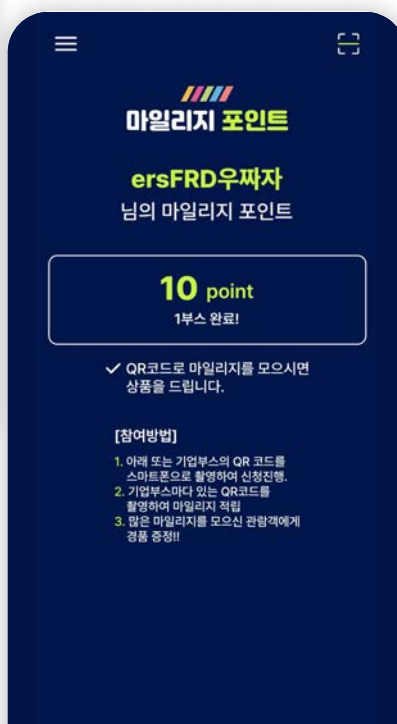 마일리지 포인트
ersFRD우짜자
님의 마일리지 포인트
10 point
1부스 완료!
QR코드로 마일리지를 모으시면
상품을 드립니다.
[참여방법]
1. 아래 또는 기업부스의 QR 코드를
스마트폰으로 촬영하여 신청진행.
2. 기업부스마다 있는 QR코드를
촬영하여 마일리지 적립
3. 많은 마일리지를 모으신 관람객에게
경품 증정!!